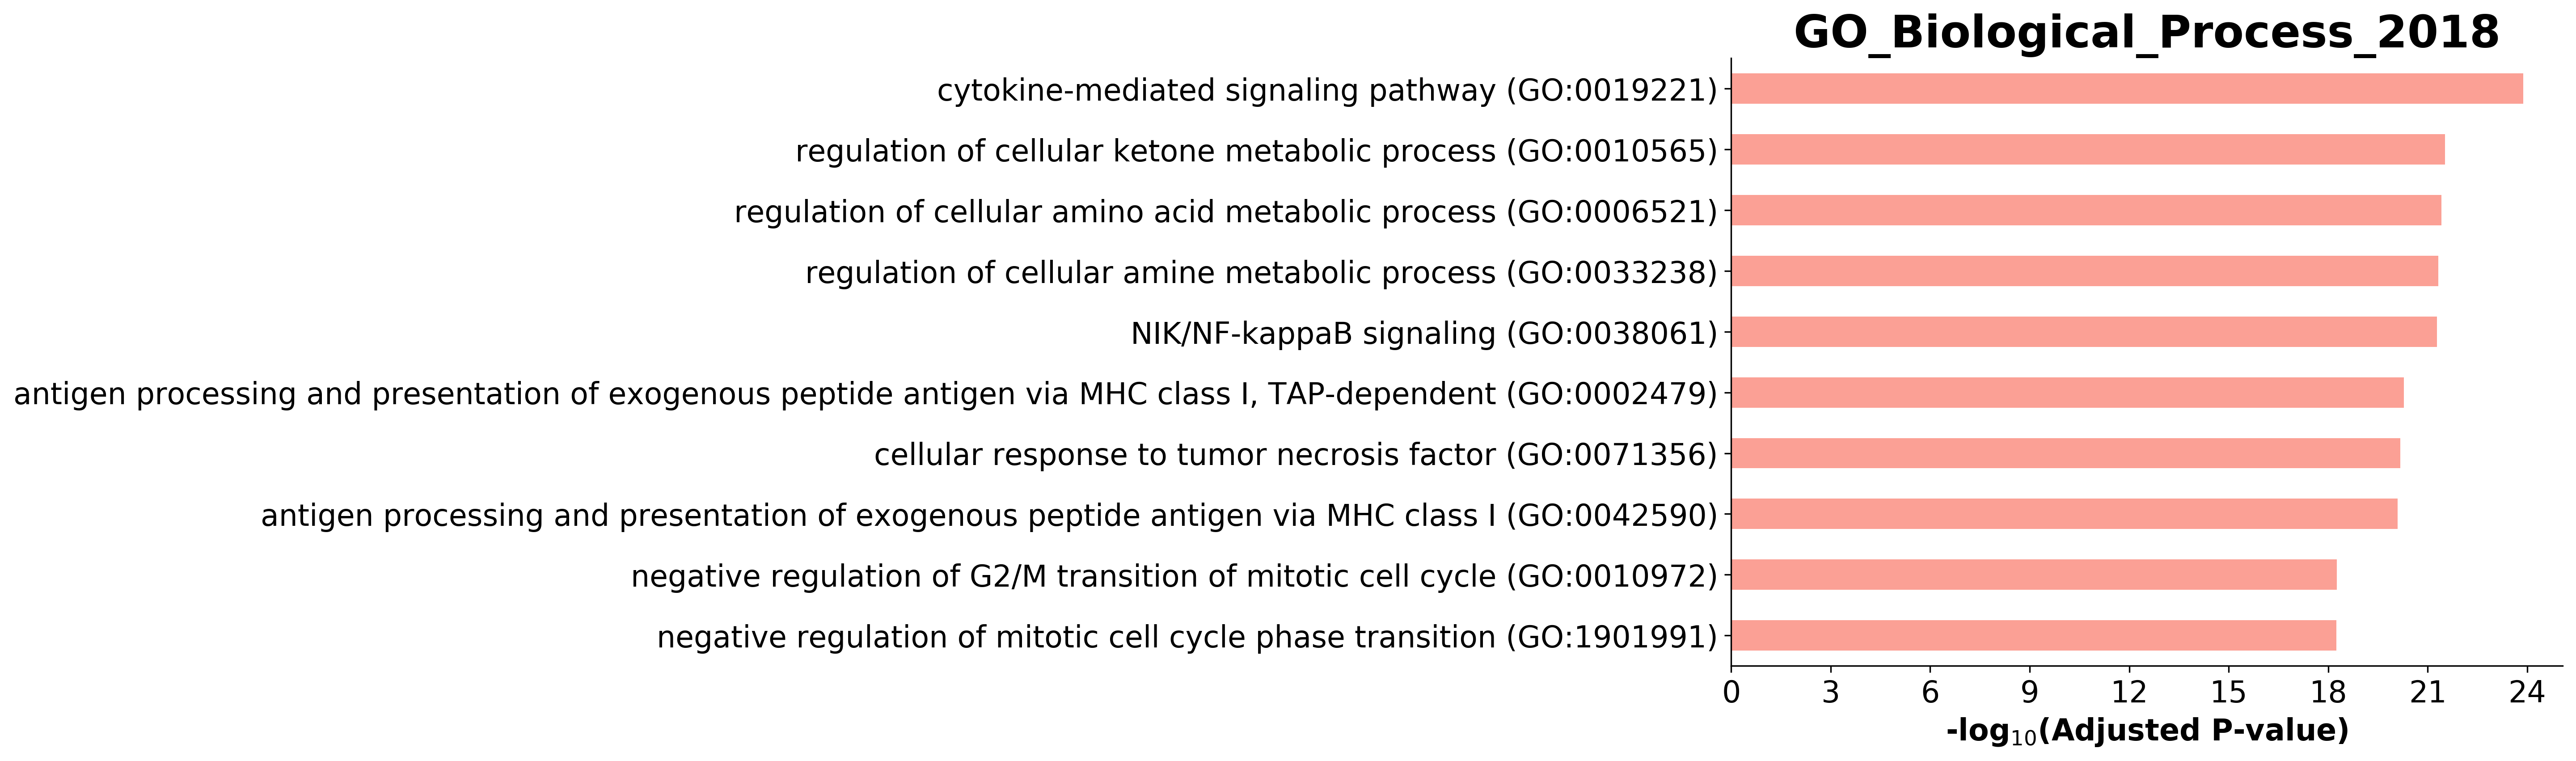 GO_Biological_Process_2018
cytokine-mediated signaling pathway (GO:0019221)
regulation of cellular ketone metabolic process (GO:0010565)
regulation of cellular amino acid metabolic process (GO:0006521)
regulation of cellular amine metabolic process (GO:0033238)
NIK/NF-kappaB signaling (GO:0038061)
antigen processing and presentation of exogenous peptide antigen via MHC class I, TAP-dependent (GO:0002479)
cellular response to tumor necrosis factor (GO:0071356)
antigen processing and presentation of exogenous peptide antigen via MHC class I (GO:0042590)
negative regulation of G2/M transition of mitotic cell cycle (GO:0010972)
negative regulation of mitotic cell cycle phase transition (GO:1901991)
0 3 6 9 12 15 18 21 24
-log₁₀(Adjusted P-value)